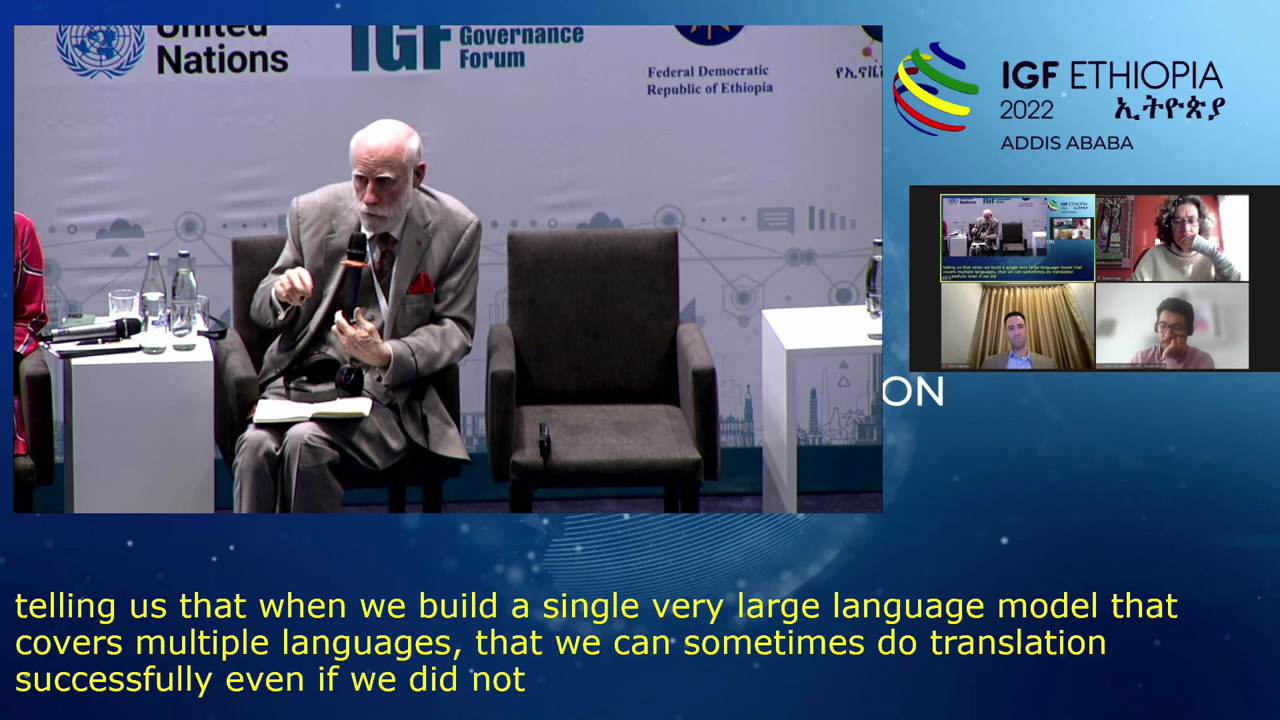 United
Nations
IGF
Governance
Forum
Federal Democratic
Republic of Ethiopia
IGF ETHIOPIA
2022 ኢትዮጵያ
ADDIS ABABA
ON
telling us that when we build a single very large language model that
covers multiple languages, that we can sometimes do translation
successfully even if we did not